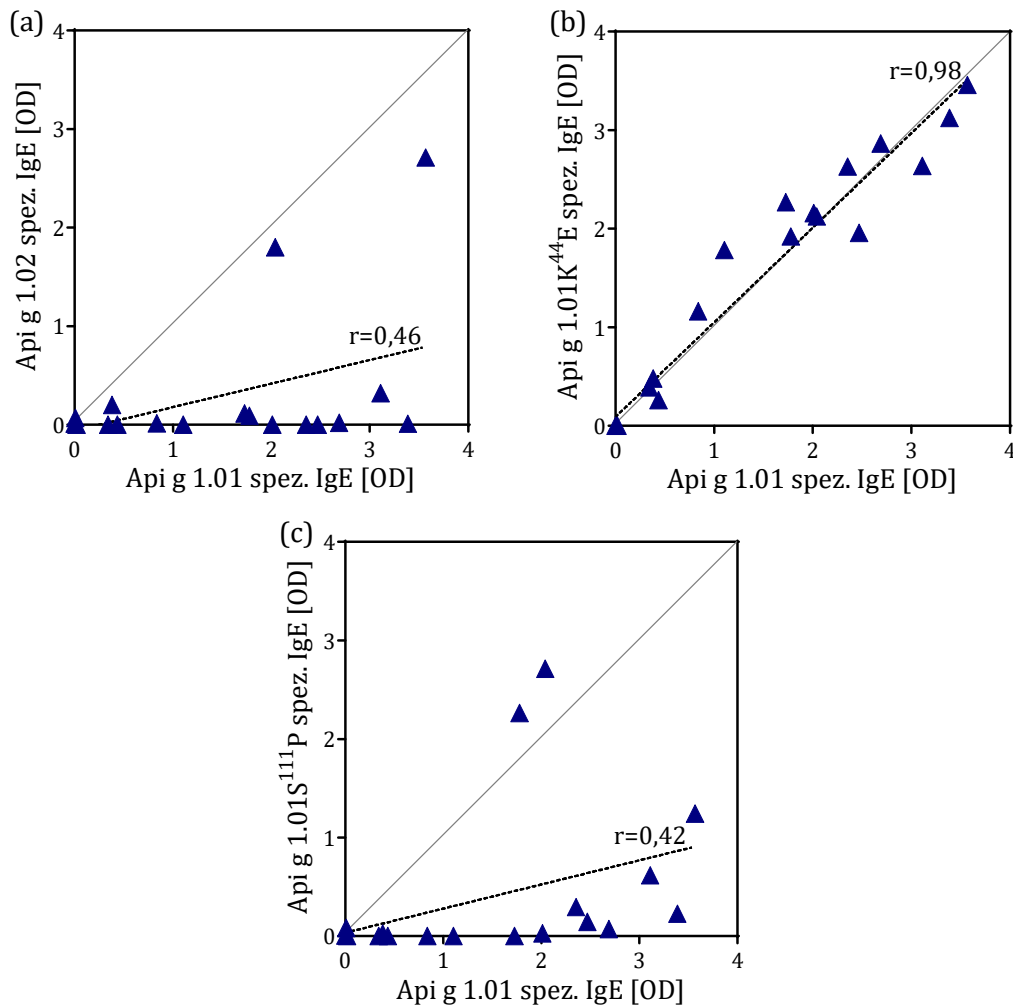 (a)
Api g 1.02 spez. IgE [OD]
4
3
2
1
0
r=0,46
0 1 2 3 4
Api g 1.01 spez. IgE [OD]
(b)
Api g 1.01K⁴⁴E spez. IgE [OD]
4
3
2
1
0
r=0,98
0 1 2 3 4
Api g 1.01 spez. IgE [OD]
(c)
Api g 1.01S¹¹¹P spez. IgE [OD]
4
3
2
1
0
r=0,42
0 1 2 3 4
Api g 1.01 spez. IgE [OD]